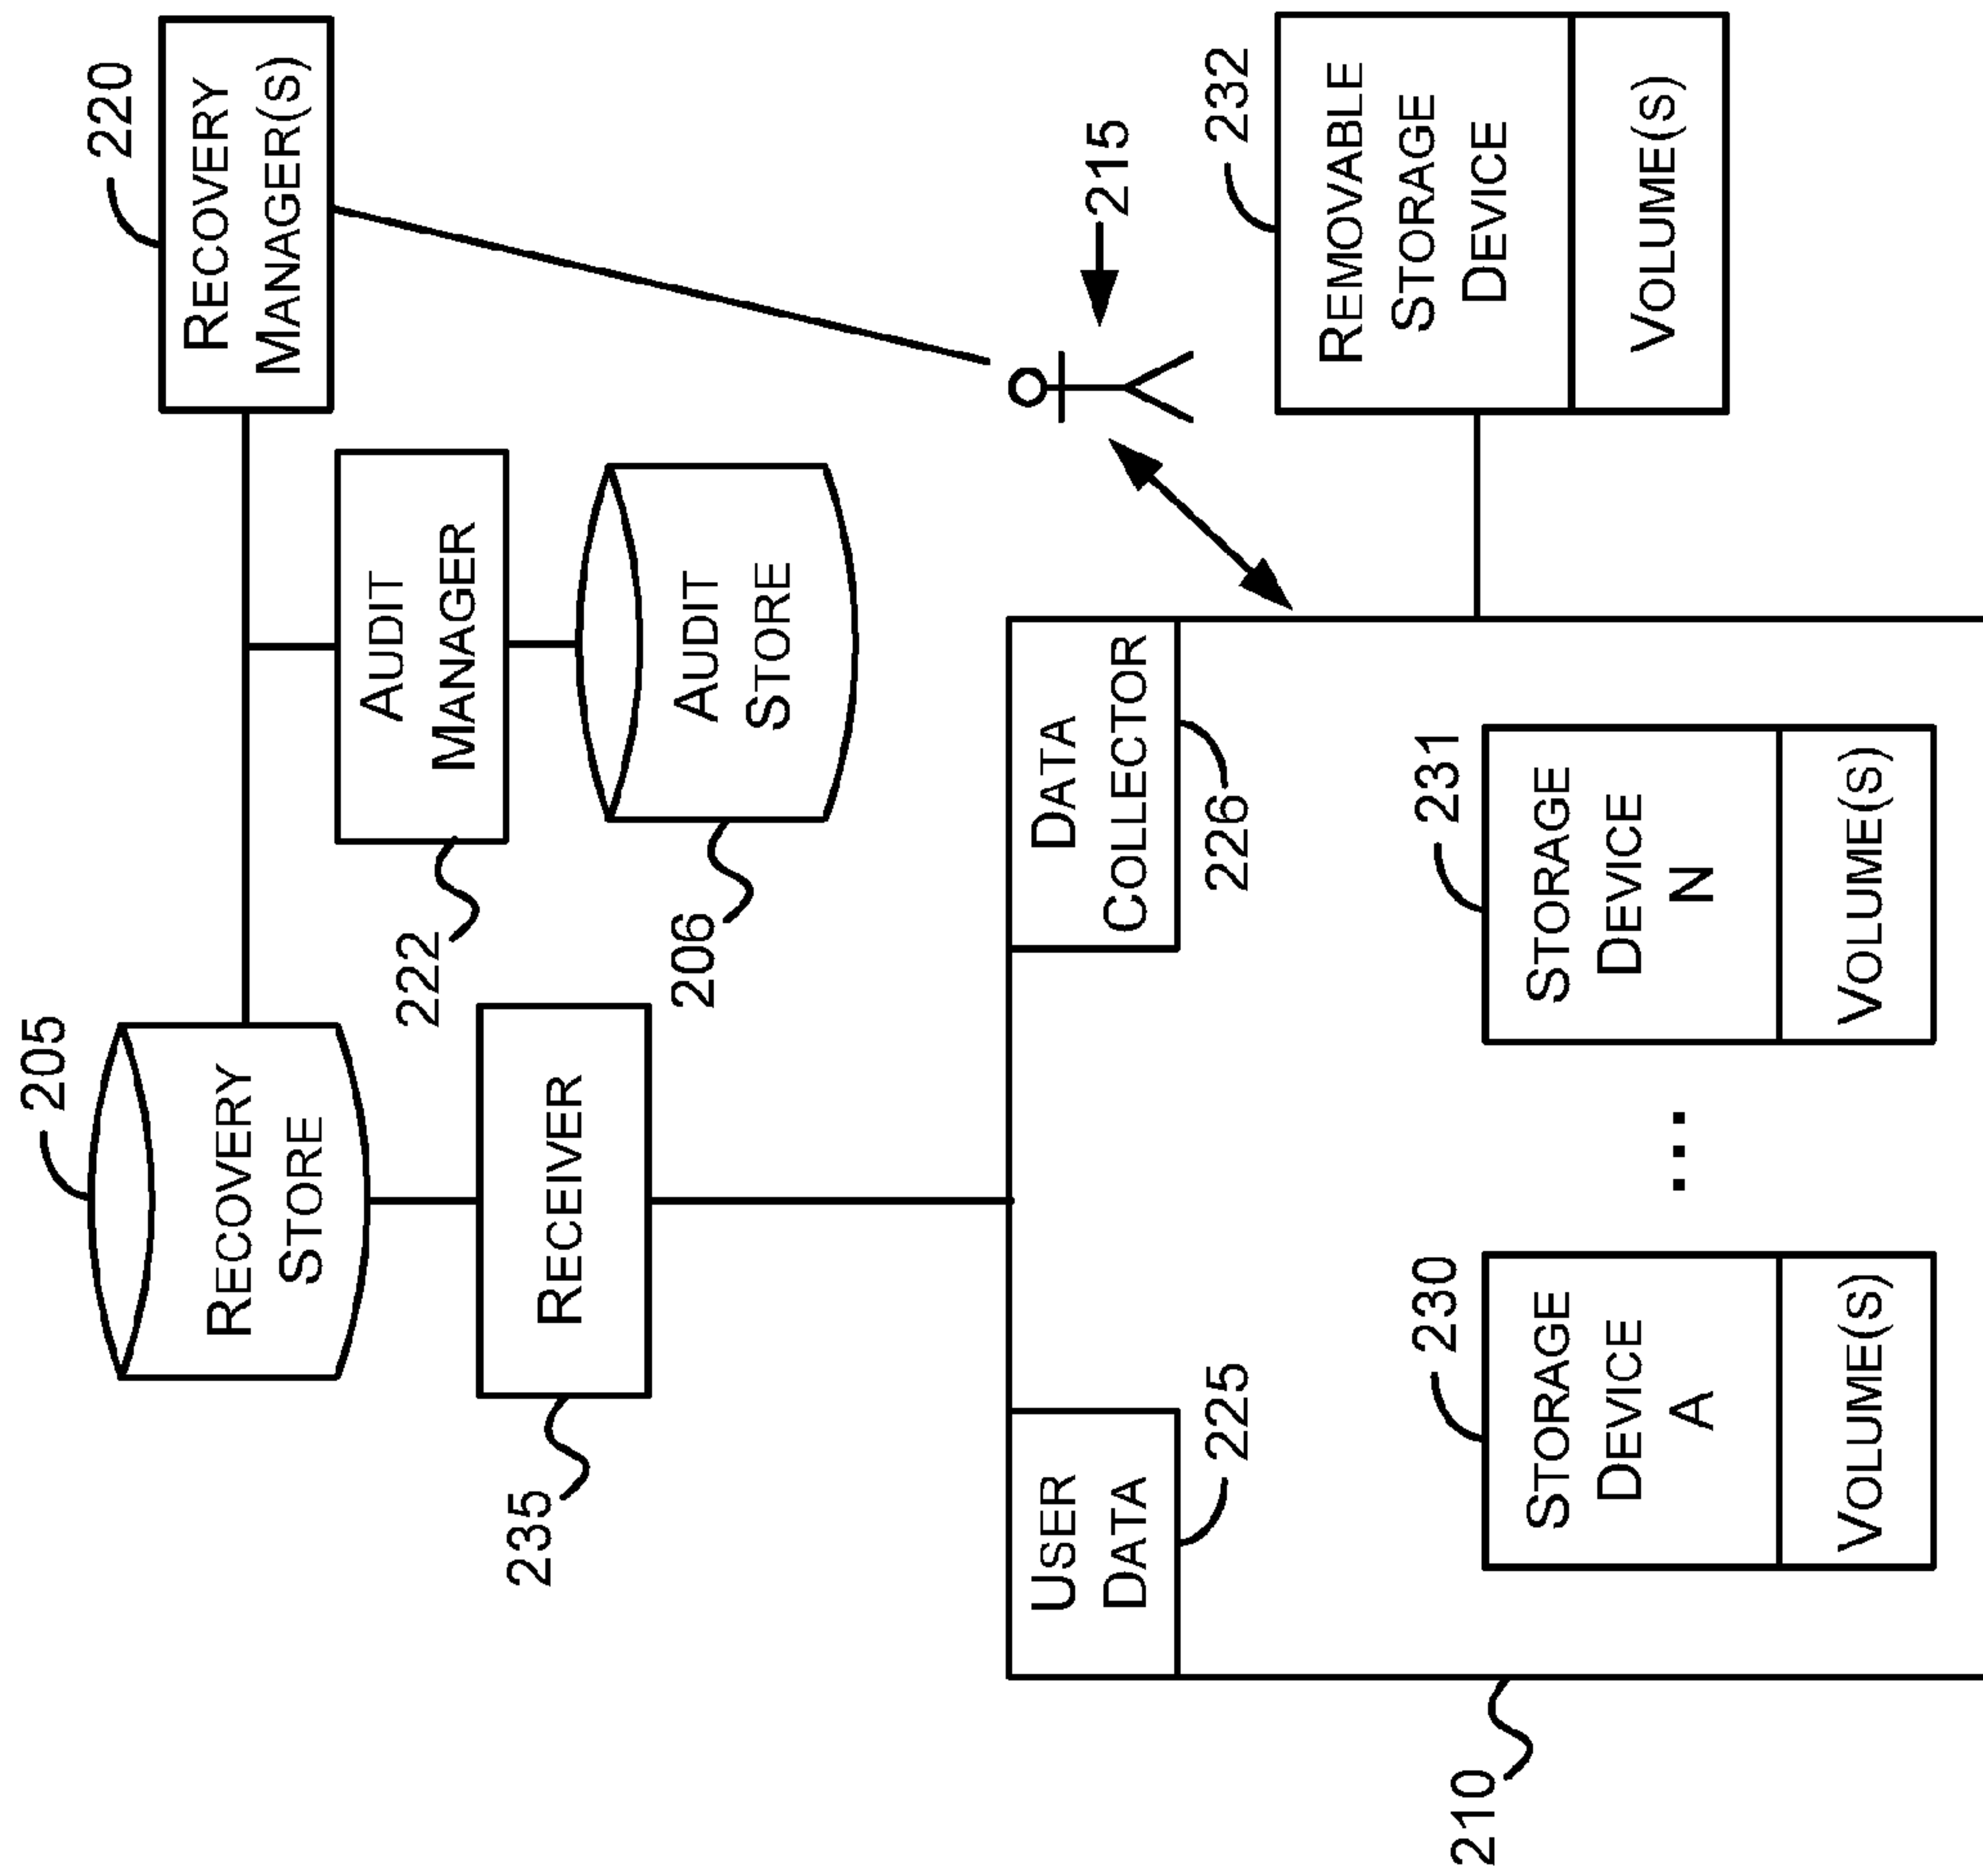 205
RECOVERY
STORE
220
RECOVERY
MANAGER(S)
222
AUDIT
MANAGER
235
RECEIVER
206
AUDIT
STORE
215
USER
DATA
225
DATA
COLLECTOR
226
232
REMOVABLE
STORAGE
DEVICE
VOLUME(S)
210
230
STORAGE
DEVICE
A
VOLUME(S)
...
231
STORAGE
DEVICE
N
VOLUME(S)